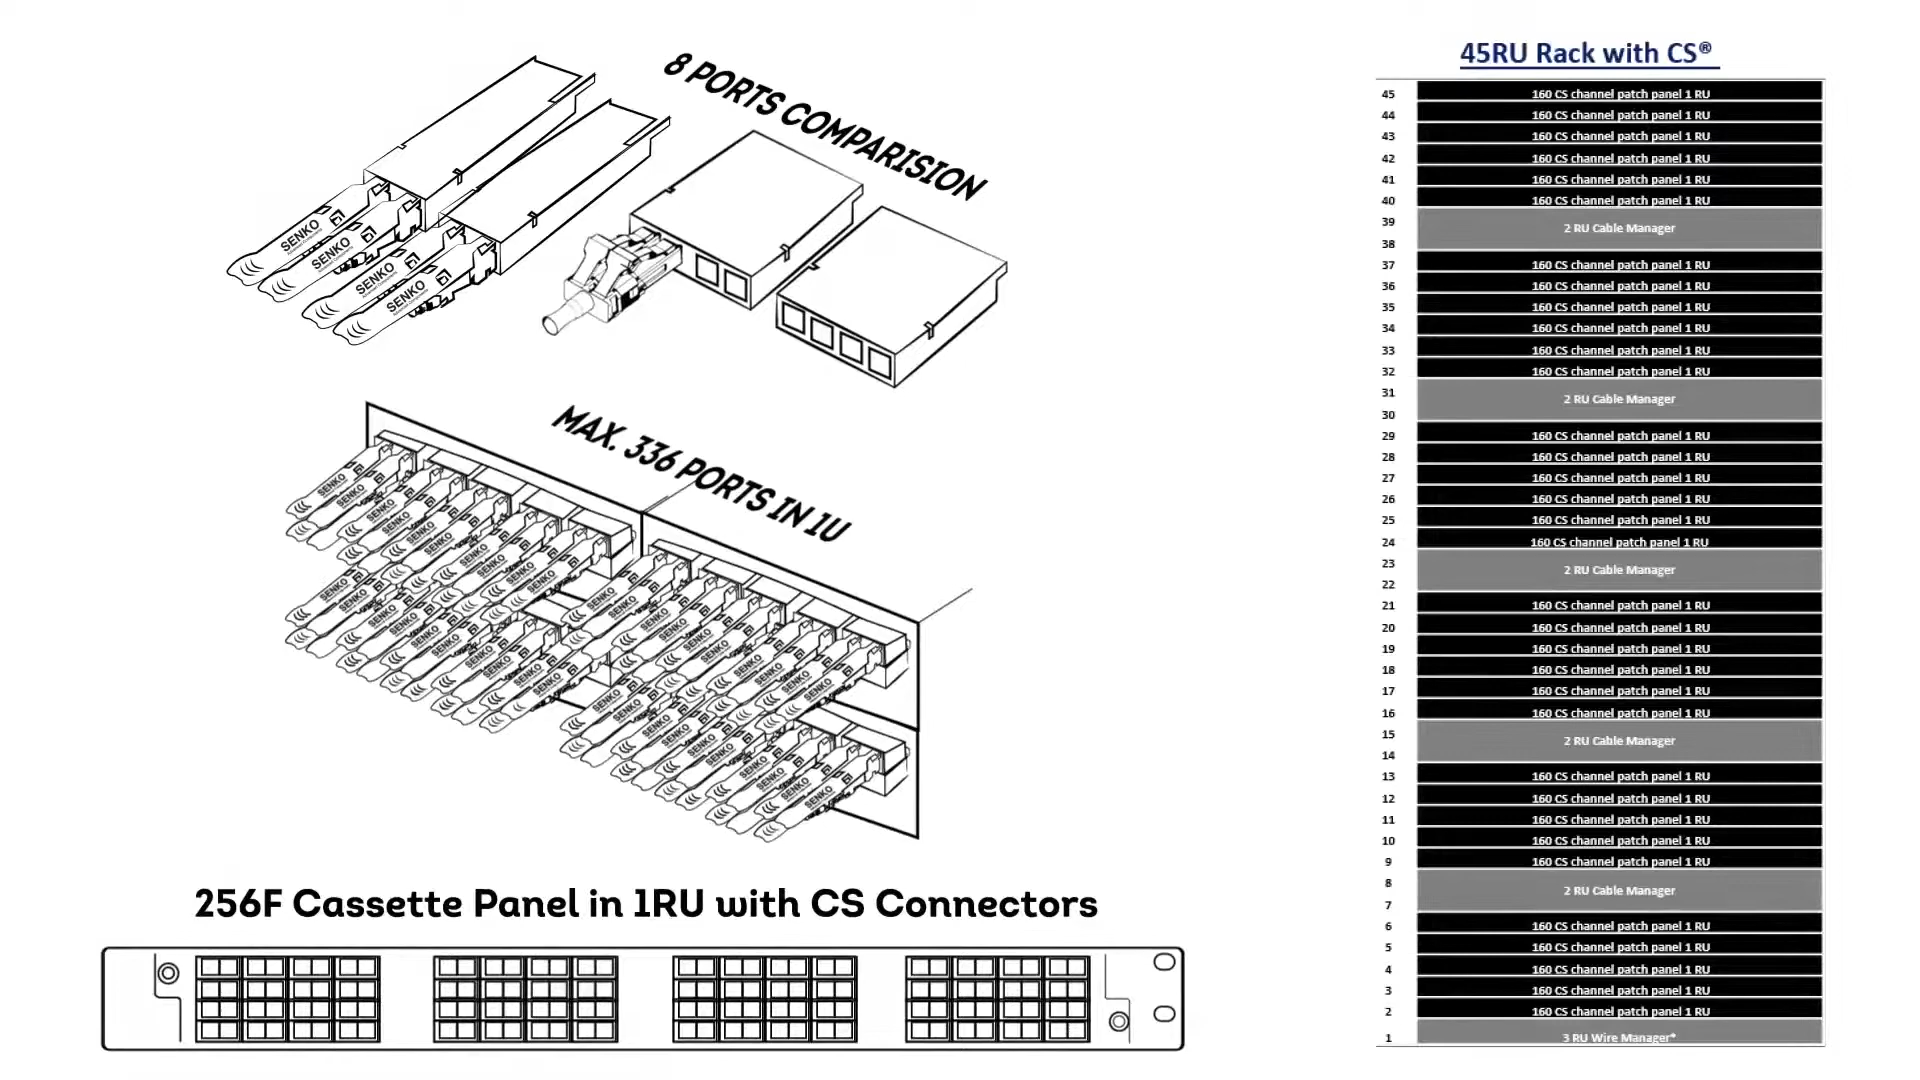 8 PORTS COMPARISION
SENKO
SENKO
SENKO
SENKO
MAX. 336 PORTS IN 1U
256F Cassette Panel in 1RU with CS Connectors
45RU Rack with CS®
45 160 CS channel patch panel 1 RU
44 160 CS channel patch panel 1 RU
43 160 CS channel patch panel 1 RU
42 160 CS channel patch panel 1 RU
41 160 CS channel patch panel 1 RU
40 160 CS channel patch panel 1 RU
39
2 RU Cable Manager
38
37 160 CS channel patch panel 1 RU
36 160 CS channel patch panel 1 RU
35 160 CS channel patch panel 1 RU
34 160 CS channel patch panel 1 RU
33 160 CS channel patch panel 1 RU
32 160 CS channel patch panel 1 RU
31
2 RU Cable Manager
30
29 160 CS channel patch panel 1 RU
28 160 CS channel patch panel 1 RU
27 160 CS channel patch panel 1 RU
26 160 CS channel patch panel 1 RU
25 160 CS channel patch panel 1 RU
24 160 CS channel patch panel 1 RU
23
2 RU Cable Manager
22
21 160 CS channel patch panel 1 RU
20 160 CS channel patch panel 1 RU
19 160 CS channel patch panel 1 RU
18 160 CS channel patch panel 1 RU
17 160 CS channel patch panel 1 RU
16 160 CS channel patch panel 1 RU
15
2 RU Cable Manager
14
13 160 CS channel patch panel 1 RU
12 160 CS channel patch panel 1 RU
11 160 CS channel patch panel 1 RU
10 160 CS channel patch panel 1 RU
9 160 CS channel patch panel 1 RU
8
2 RU Cable Manager
7
6 160 CS channel patch panel 1 RU
5 160 CS channel patch panel 1 RU
4 160 CS channel patch panel 1 RU
3 160 CS channel patch panel 1 RU
2 160 CS channel patch panel 1 RU
1 3 RU Wire Manager*